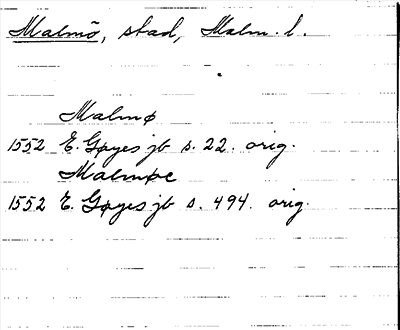 Malmö, stad, Malm. l.
Malmø
1552 E. Gøyes jb s. 22. orig.
Malmøe
1552 E. Gøyes jb s. 494. orig.